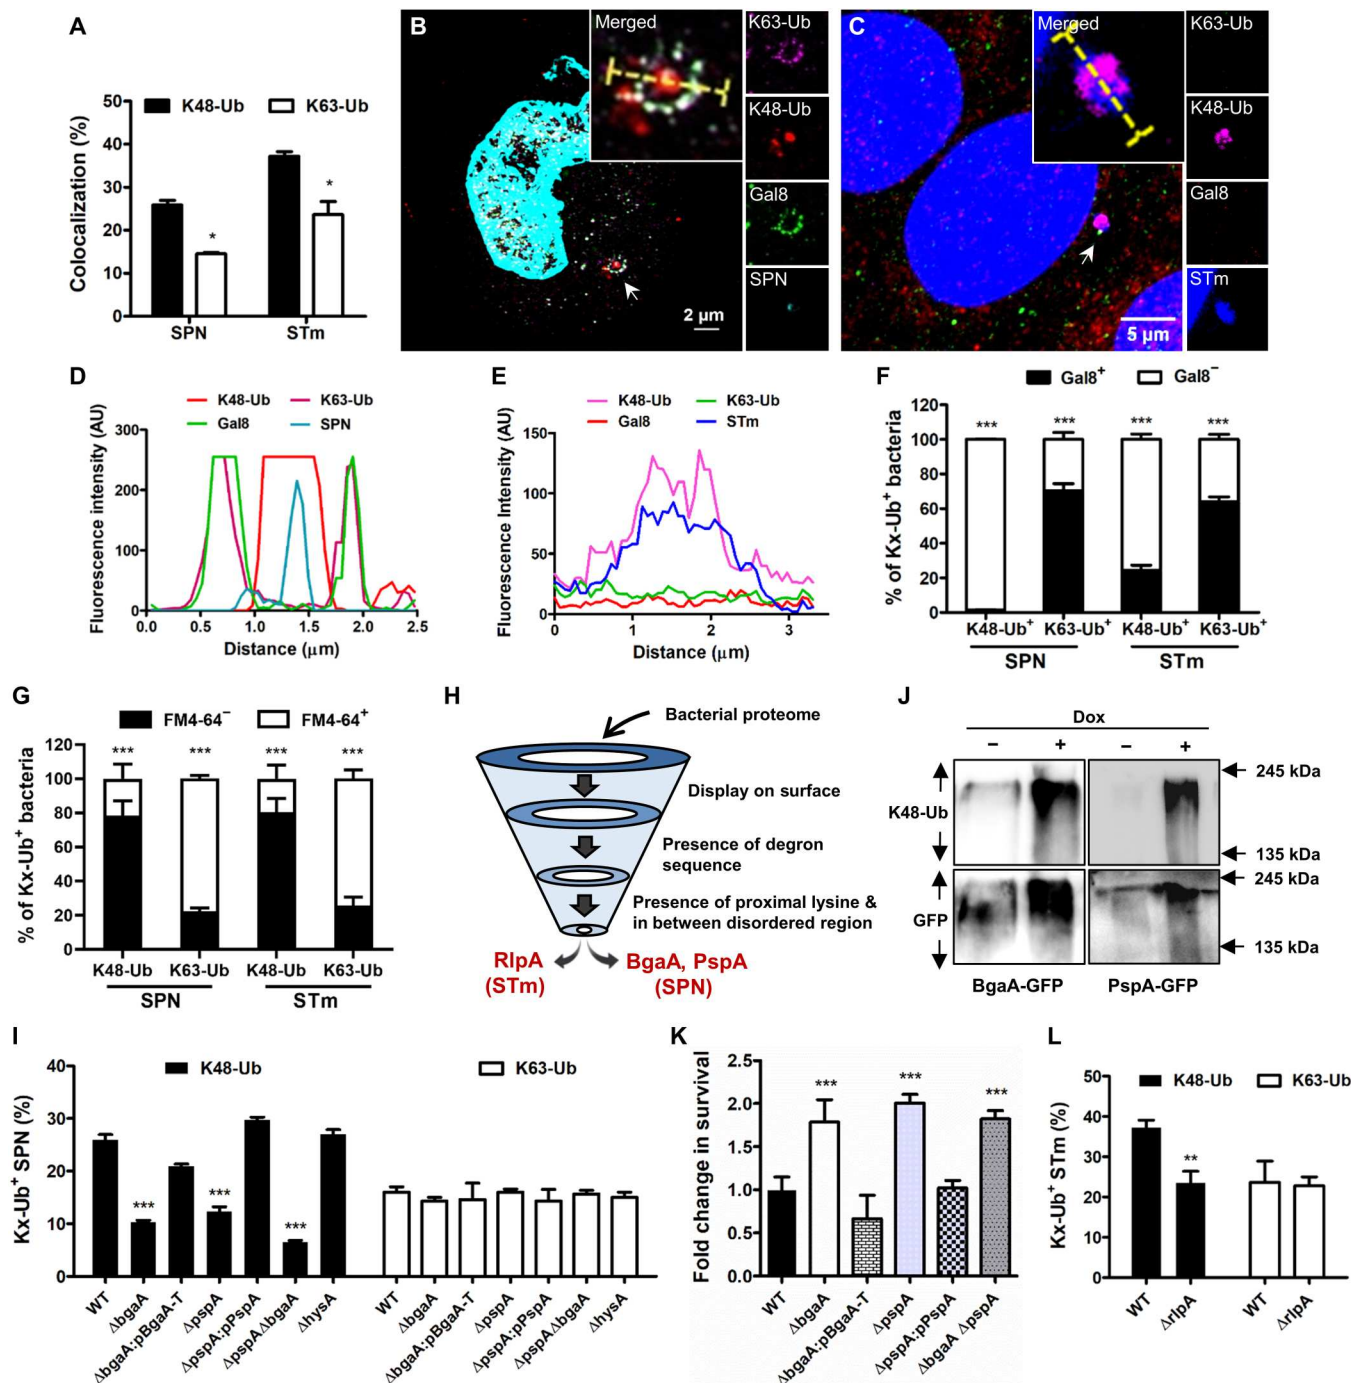 A
K48-Ub K63-Ub
Colocalization (%)
50
40
30
20
10
0
* *
SPN STm
B
Merged
K63-Ub
K48-Ub
Gal8
SPN
2 µm
C
Merged
K63-Ub
K48-Ub
Gal8
STm
5 µm
D
K48-Ub K63-Ub
Gal8 SPN
Fluorescence intensity (AU)
300
200
100
0
0.0 0.5 1.0 1.5 2.0 2.5
Distance (µm)
E
K48-Ub K63-Ub
Gal8 STm
Fluorescence Intensity (AU)
150
100
50
0
0 1 2 3
Distance (µm)
F
Gal8+ Gal8−
% of Kx-Ub+ bacteria
120
100
80
60
40
20
0
*** *** *** ***
K48-Ub+ K63-Ub+ K48-Ub+ K63-Ub+
SPN STm
G
FM4-64− FM4-64+
% of Kx-Ub+ bacteria
120
100
80
60
40
20
0
*** *** *** ***
K48-Ub K63-Ub K48-Ub K63-Ub
SPN STm
H
Bacterial proteome
Display on surface
Presence of degron
sequence
Presence of proximal lysine &
in between disordered region
RlpA
(STm)
BgaA, PspA
(SPN)
J
Dox
− + − +
K48-Ub
245 kDa
135 kDa
GFP
245 kDa
135 kDa
BgaA-GFP PspA-GFP
I
K48-Ub K63-Ub
Kx-Ub+ SPN (%)
40
30
20
10
0
*** *** ***
WT ΔbgaA ΔbgaA:pBgaA-T ΔpspA ΔpspA:pPspA ΔpspAΔbgaA ΔhysA WT ΔbgaA ΔbgaA:pBgaA-T ΔpspA ΔpspA:pPspA ΔpspAΔbgaA ΔhysA
K
Fold change in survival
2.5
2.0
1.5
1.0
0.5
0.0
*** *** ***
WT ΔbgaA ΔbgaA:pBgaA-T ΔpspA ΔpspA:pPspA ΔbgaA ΔpspA
L
K48-Ub K63-Ub
Kx-Ub+ STm (%)
50
40
30
20
10
0
**
WT ΔrlpA WT ΔrlpA